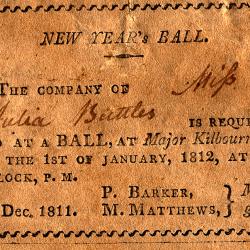 NEW YEAR's BALL.
THE COMPANY OF Miss
Julia Buttles
IS REQU
AT A BALL, AT Major Kilbour
THE 1ST OF JANUARY, 1812, AT
LOCK, P. M.
P. BARKER,
Dec. 1811. M. MATTHEWS,